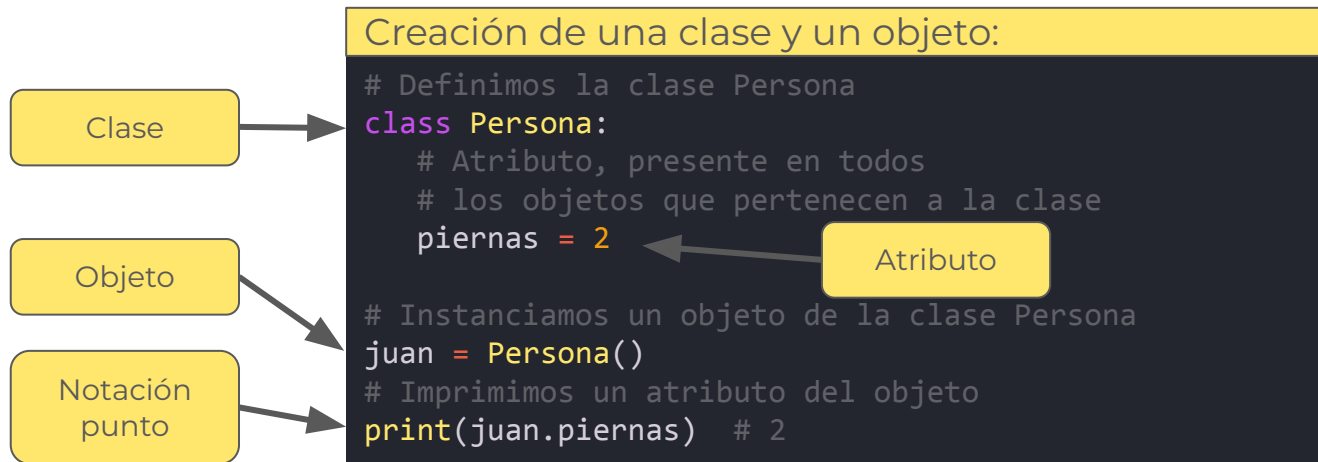 Creación de una clase y un objeto:
# Definimos la clase Persona
Clase
class Persona:
# Atributo, presente en todos
# los objetos que pertenecen a la clase
piernas = 2
Atributo
Objeto
# Instanciamos un objeto de la clase Persona
juan = Persona()
# Imprimimos un atributo del objeto
Notación
punto
print(juan.piernas)  # 2